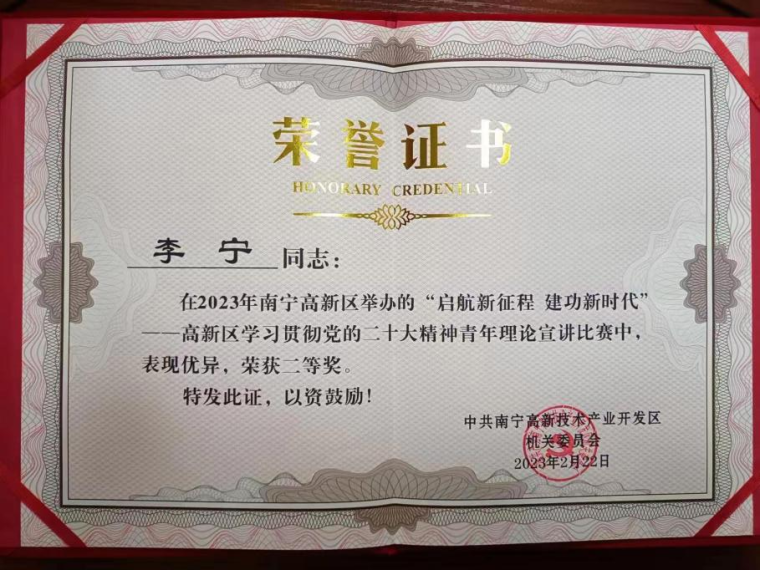 荣誉证书
HONORARY CREDENTIAL
李宁同志：
在2023年南宁高新区举办的“启航新征程 建功新时代”
——高新区学习贯彻党的二十大精神青年理论宣讲比赛中，
表现优异，荣获二等奖。
特发此证，以资鼓励！
中共南宁高新技术产业开发区
机关委员会
2023年2月22日